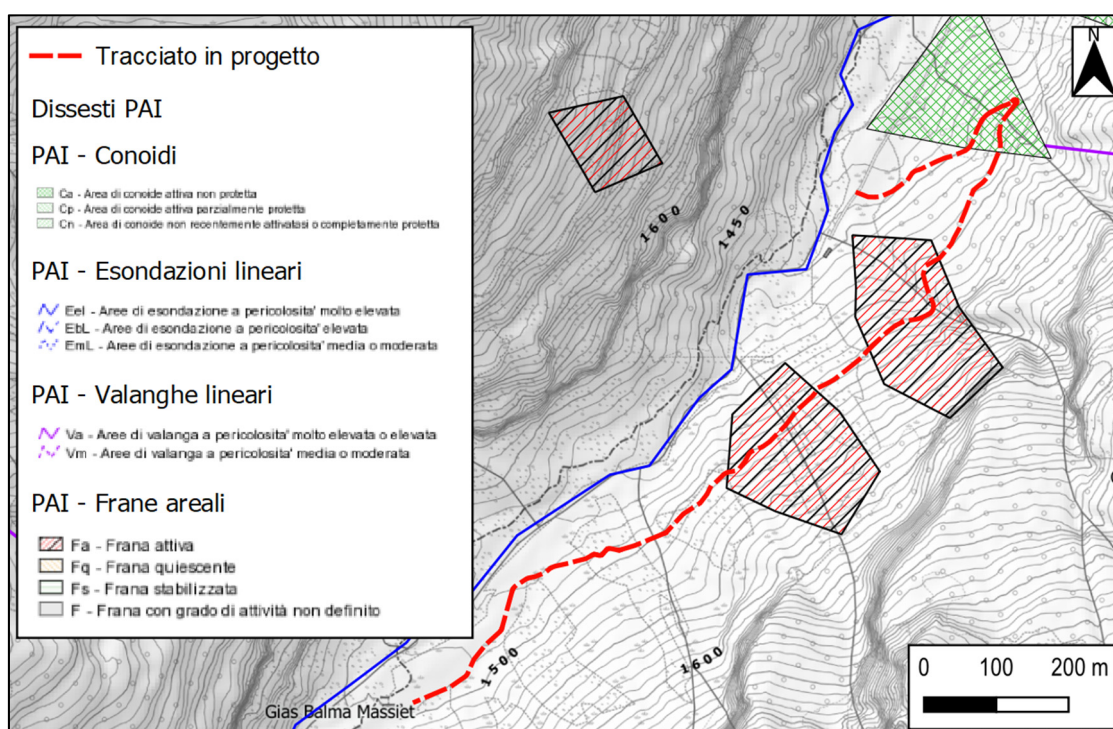 Tracciato in progetto
Dissesti PAI
PAI - Conoidi
Ca - Area di conoide attiva non protetta
Cp - Area di conoide attiva parzialmente protetta
Cn - Area di conoide non recentemente attivatasi o completamente protetta
PAI - Esondazioni lineari
Eel - Aree di esondazione a pericolosita' molto elevata
EbL - Aree di esondazione a pericolosita' elevata
EmL - Aree di esondazione a pericolosita' media o moderata
PAI - Valanghe lineari
Va - Aree di valanga a pericolosita' molto elevata o elevata
Vm - Aree di valanga a pericolosita' media o moderata
PAI - Frane areali
Fa - Frana attiva
Fq - Frana quiescente
Fs - Frana stabilizzata
F - Frana con grado di attività non definito
N
1600
1450
1500
1600
Gias Balma Massiet
0 100 200 m